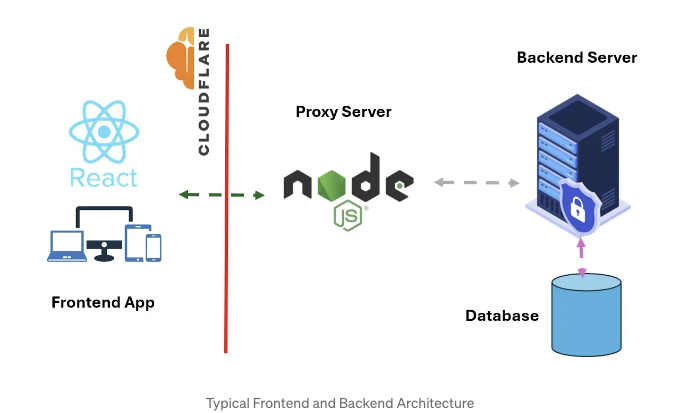 CLOUDFLARE
Backend Server
Proxy Server
React
node
JS
Frontend App
Database
Typical Frontend and Backend Architecture